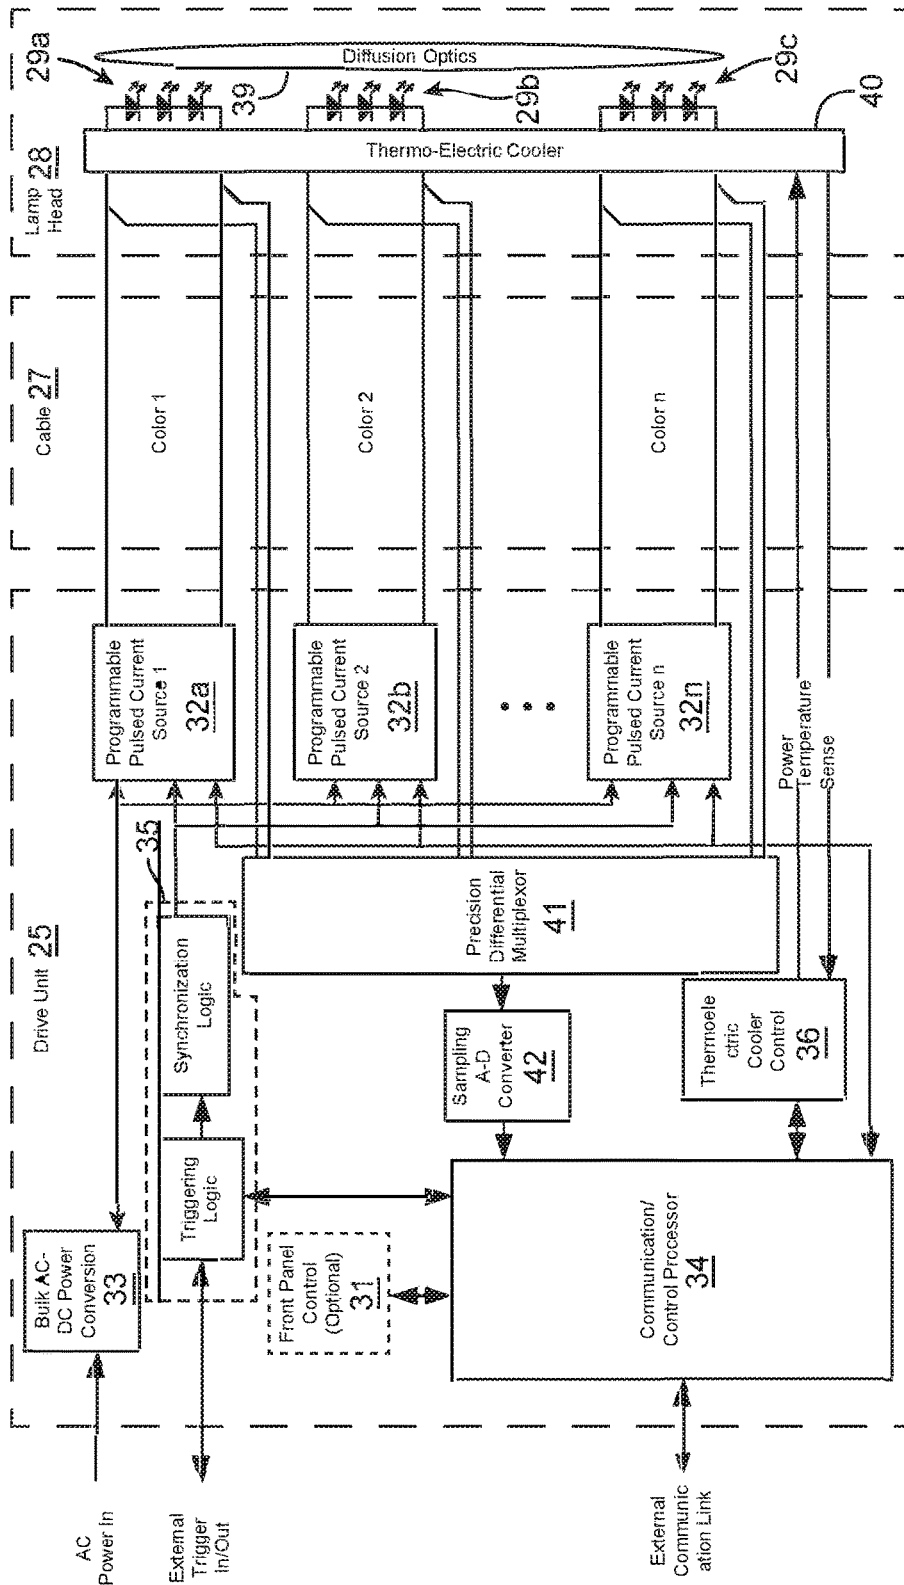 Drive Unit 25
Cable 27
Lamp
Head 28
AC
Power In
Bulk AC-
DC Power
Conversion
33
35
External
Trigger
In/Out
Triggering
Logic
Synchronization
Logic
Programmable
Pulsed Current
Source 1
32a
Color 1
29a
Diffusion Optics
39
Front Panel
Control
(Optional)
31
Programmable
Pulsed Current
Source 2
32b
Color 2
29b
Thermo-Electric Cooler
40
Precision
Differential
Multiplexor
41
Sampling
A-D
Converter
42
Programmable
Pulsed Current
Source n
32n
Color n
29c
External
Communic
ation Link
Communication/
Control Processor
34
Thermoele
ctric
Cooler
Control
36
Power
Temperature
Sense